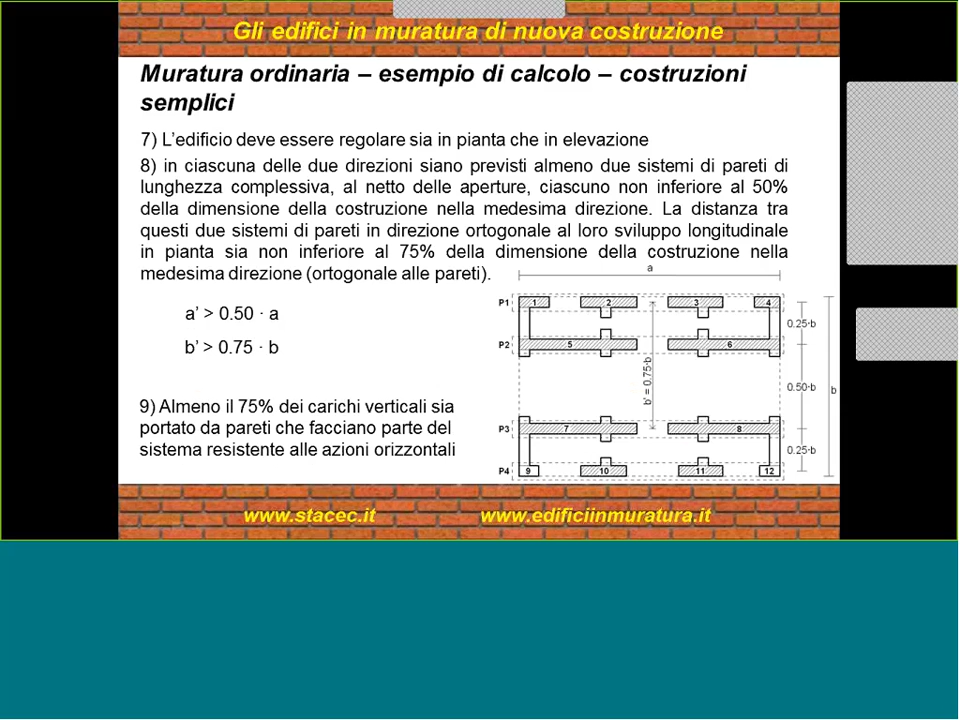 Gli edifici in muratura di nuova costruzione
Muratura ordinaria – esempio di calcolo – costruzioni
semplici
7) L'edificio deve essere regolare sia in pianta che in elevazione
8) in ciascuna delle due direzioni siano previsti almeno due sistemi di pareti di
lunghezza complessiva, al netto delle aperture, ciascuno non inferiore al 50%
della dimensione della costruzione nella medesima direzione. La distanza tra
questi due sistemi di pareti in direzione ortogonale al loro sviluppo longitudinale
in pianta sia non inferiore al 75% della dimensione della costruzione nella
medesima direzione (ortogonale alle pareti).
a' > 0.50 · a
b' > 0.75 · b
9) Almeno il 75% dei carichi verticali sia
portato da pareti che facciano parte del
sistema resistente alle azioni orizzontali
a
P1 1 2 3 4
0.25·b
P2 5 6
b' = 0.75·b
0.50·b
b
P3 7 8
0.25·b
P4 9 10 11 12
www.stacec.it www.edificiinmuratura.it